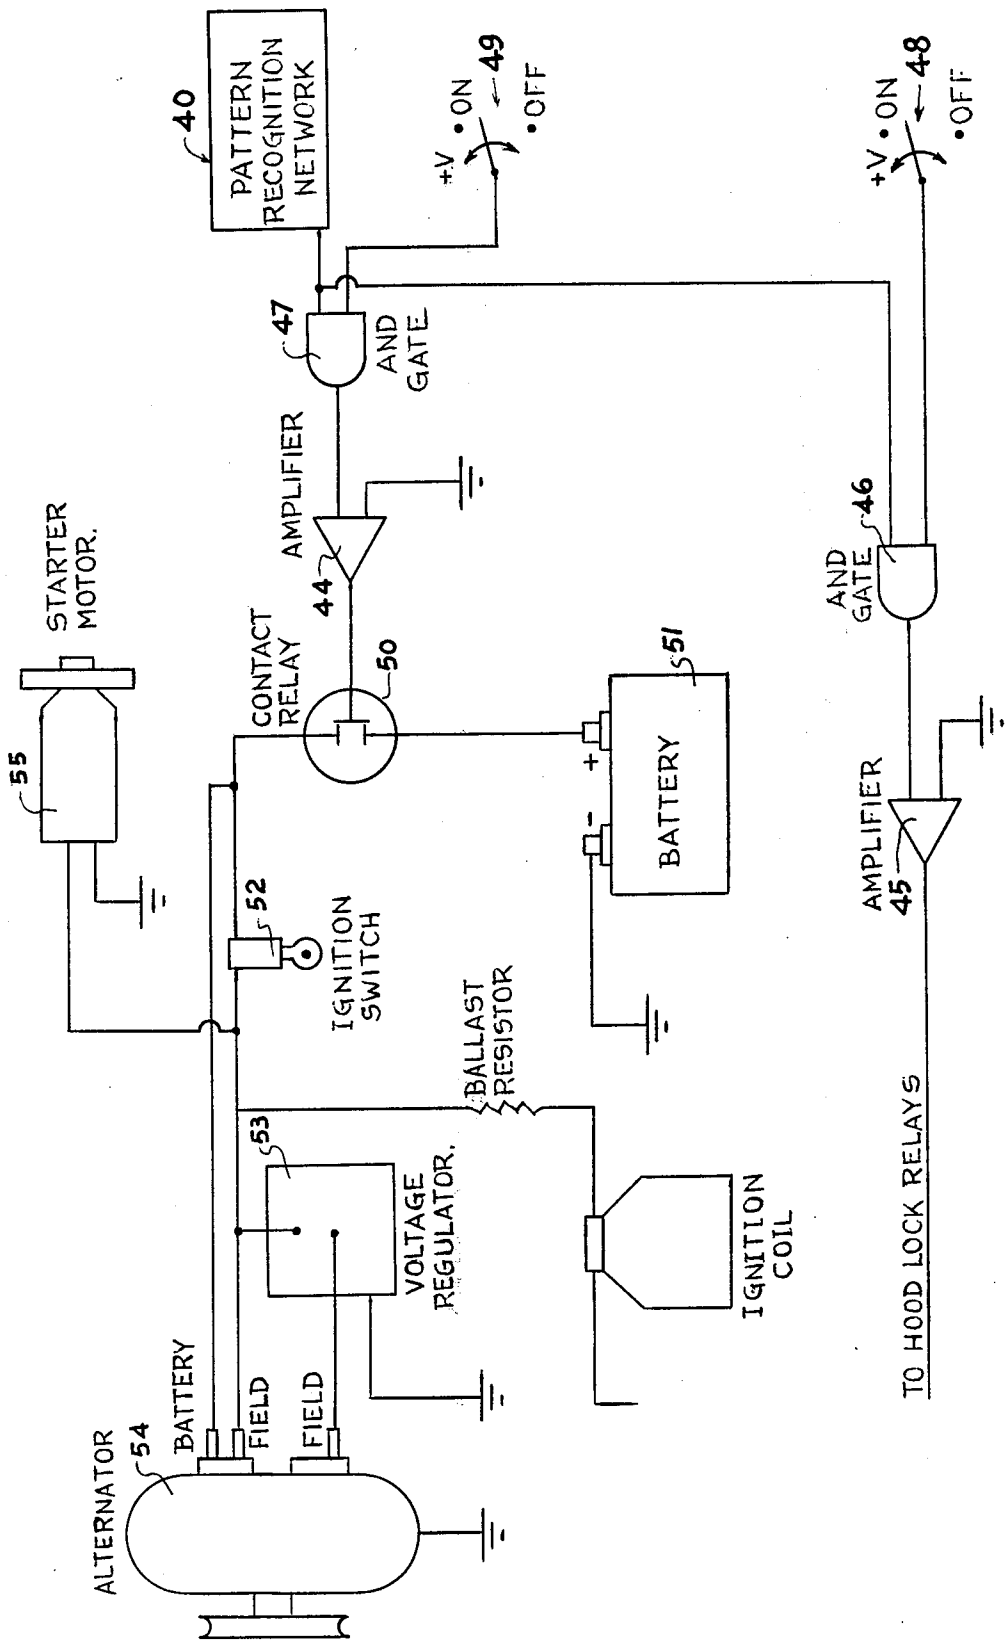 STARTER
MOTOR.
55
40
PATTERN
RECOGNITION
NETWORK
47
AND
GATE
49
+V • ON
• OFF
AMPLIFIER
44
CONTACT
RELAY
50
52
IGNITION
SWITCH
+
-
51
BATTERY
BALLAST
RESISTOR
53
VOLTAGE
REGULATOR.
ALTERNATOR
54
BATTERY
FIELD
FIELD
IGNITION
COIL
48
+V • ON
• OFF
46
AND
GATE
AMPLIFIER
45
TO HOOD LOCK RELAYS